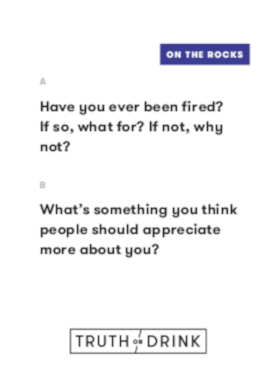 ON THE ROCKS
A
Have you ever been fired?
If so, what for? If not, why
not?
B
What's something you think
people should appreciate
more about you?
TRUTH OR DRINK